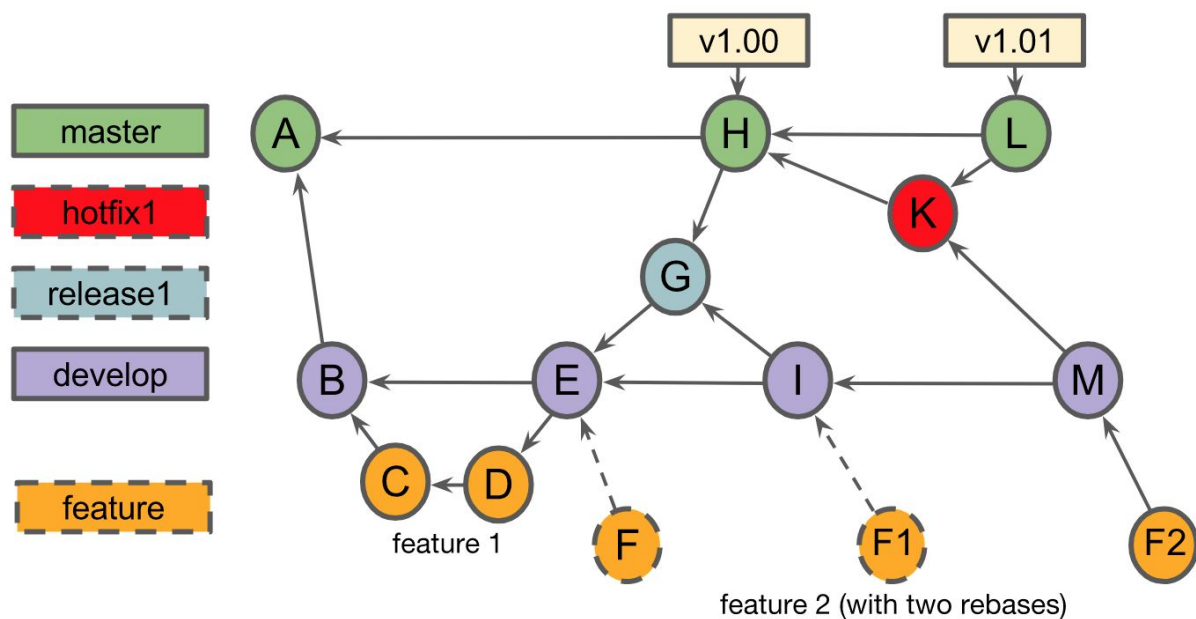 v1.00
v1.01
master
A
H
L
hotfix1
K
release1
G
develop
B
E
I
M
feature
C
D
feature 1
F
F1
F2
feature 2 (with two rebases)